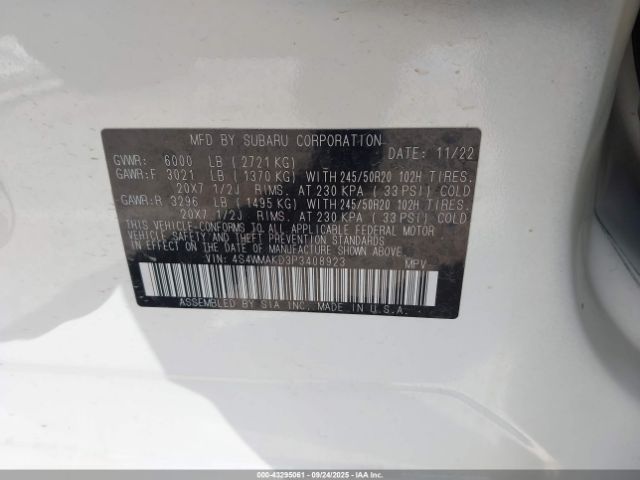 MFD BY SUBARU CORPORATION DATE: 11/22
GVWR: 6000 LB (2721 KG)
GAWR:F 3021 LB (1370 KG) WITH 245/50R20 102H TIRES.
20X7 1/2J RIMS. AT 230 KPA ( 33 PSI) COLD
GAWR:R 3296 LB (1495 KG) WITH 245/50R20 102H TIRES.
20X7 1/2J RIMS. AT 230 KPA ( 33 PSI) COLD
THIS VEHICLE CONFORMS TO ALL APPLICABLE FEDERAL MOTOR
VEHICLE SAFETY AND THEFT PREVENTION STANDARDS IN
EFFECT ON THE DATE OF MANUFACTURE SHOWN ABOVE.
VIN: 4S4WMAKD3P3408923 MPV
ASSEMBLED BY SIA INC. MADE IN U.S.A.
000-43295061 - 09/24/2025 - IAAI.COM